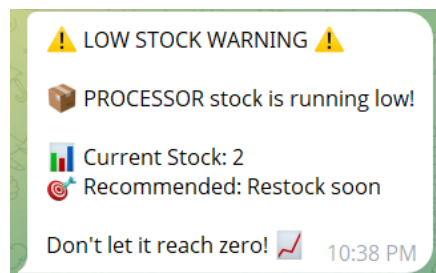 ⚠️ LOW STOCK WARNING ⚠️
📦 PROCESSOR stock is running low!
📊 Current Stock: 2
🎯 Recommended: Restock soon
Don't let it reach zero! 📈
10:38 PM